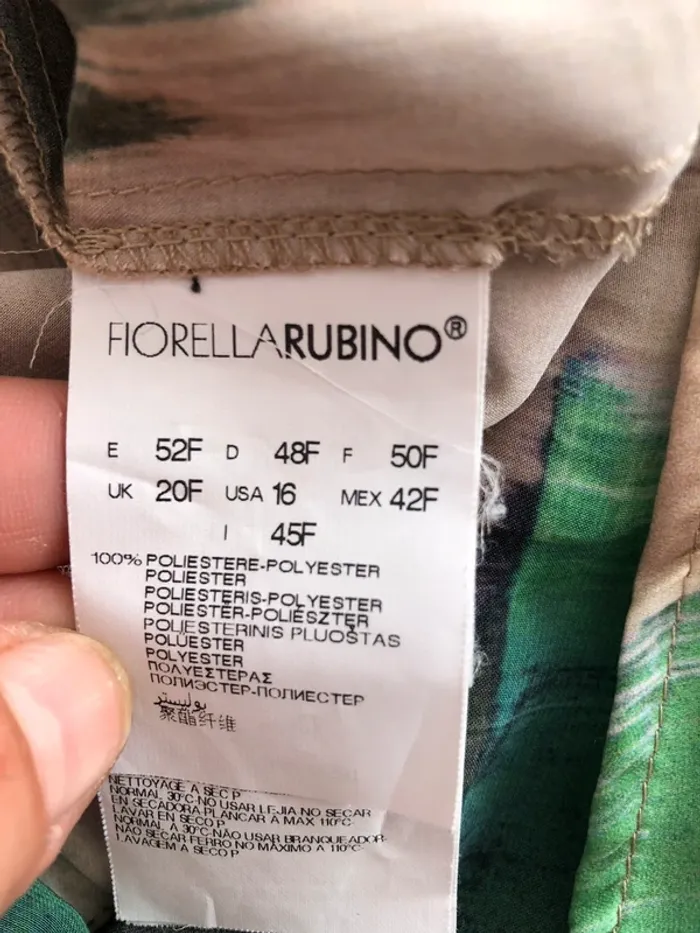 FIORELLARUBINO®
E 52F D 48F F 50F
UK 20F USA 16 MEX 42F
I 45F
100% POLIESTERE-POLYESTER
POLIESTER
POLIESTERIS-POLYESTER
POLIESTER-POLIÉSZTER
POLIESTERINIS PLUOŠTAS
POLÜESTER
POLYESTER
ΠΟΛΥΕΣΤΕΡΑΣ
ПОЛИЭСТЕР-ПОЛИЕСТЕР
بوليستر
聚酯纤维
NETTOYAGE A SEC P
NORMAL 30°C-NO USAR LEJIA NO SECAR
EN SECADORA PLANCAR A MAX 110°C
LAVAR EN SECO P
NORMAL A 30°C-NÃO USAR BRANQUEADOR-
NÃO SECAR FERRO NO MÁXIMO A 110°C-
LAVAGEM A SECO P